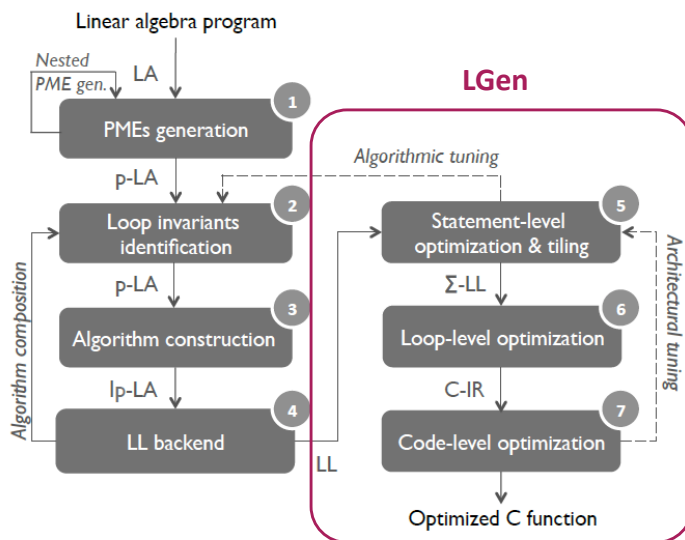 Linear algebra program
Nested
PME gen.
LA
1
PMEs generation
p-LA
2
Loop invariants
identification
p-LA
3
Algorithm construction
lp-LA
4
LL backend
Algorithm composition
LL
LGen
Algorithmic tuning
5
Statement-level
optimization & tiling
Σ-LL
6
Loop-level optimization
C-IR
7
Code-level optimization
Architectural tuning
Optimized C function